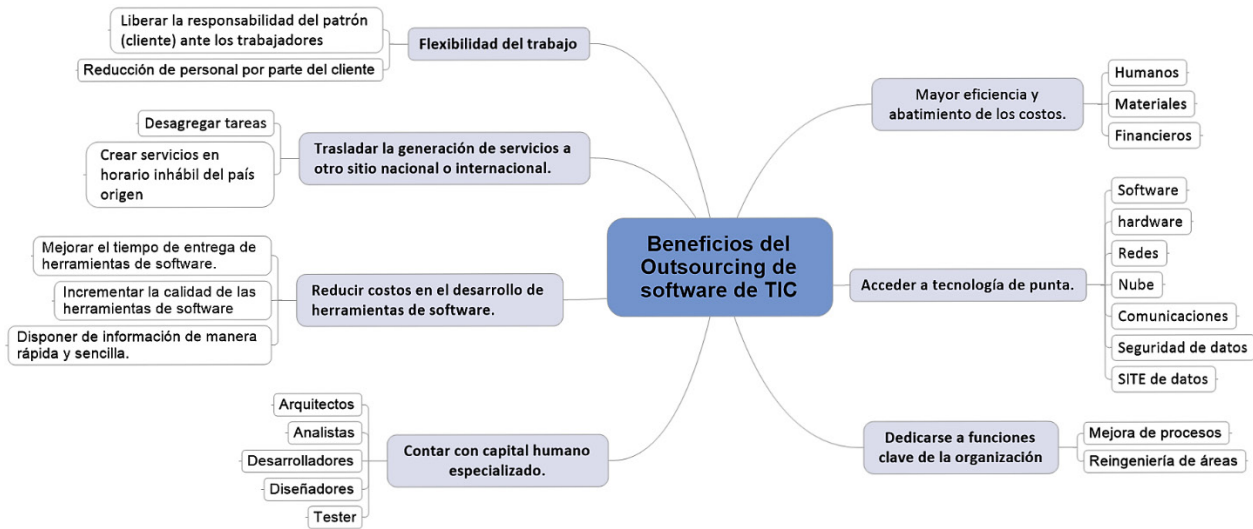 Beneficios del
Outsourcing de
software de TIC
Flexibilidad del trabajo
Liberar la responsabilidad del patrón
(cliente) ante los trabajadores
Reducción de personal por parte del cliente
Trasladar la generación de servicios a
otro sitio nacional o internacional.
Desagregar tareas
Crear servicios en
horario inhábil del país
origen
Reducir costos en el desarrollo de
herramientas de software.
Mejorar el tiempo de entrega de
herramientas de software.
Incrementar la calidad de las
herramientas de software
Disponer de información de manera
rápida y sencilla.
Contar con capital humano
especializado.
Arquitectos
Analistas
Desarrolladores
Diseñadores
Tester
Mayor eficiencia y
abatimiento de los costos.
Humanos
Materiales
Financieros
Acceder a tecnología de punta.
Software
hardware
Redes
Nube
Comunicaciones
Seguridad de datos
SITE de datos
Dedicarse a funciones
clave de la organización
Mejora de procesos
Reingeniería de áreas